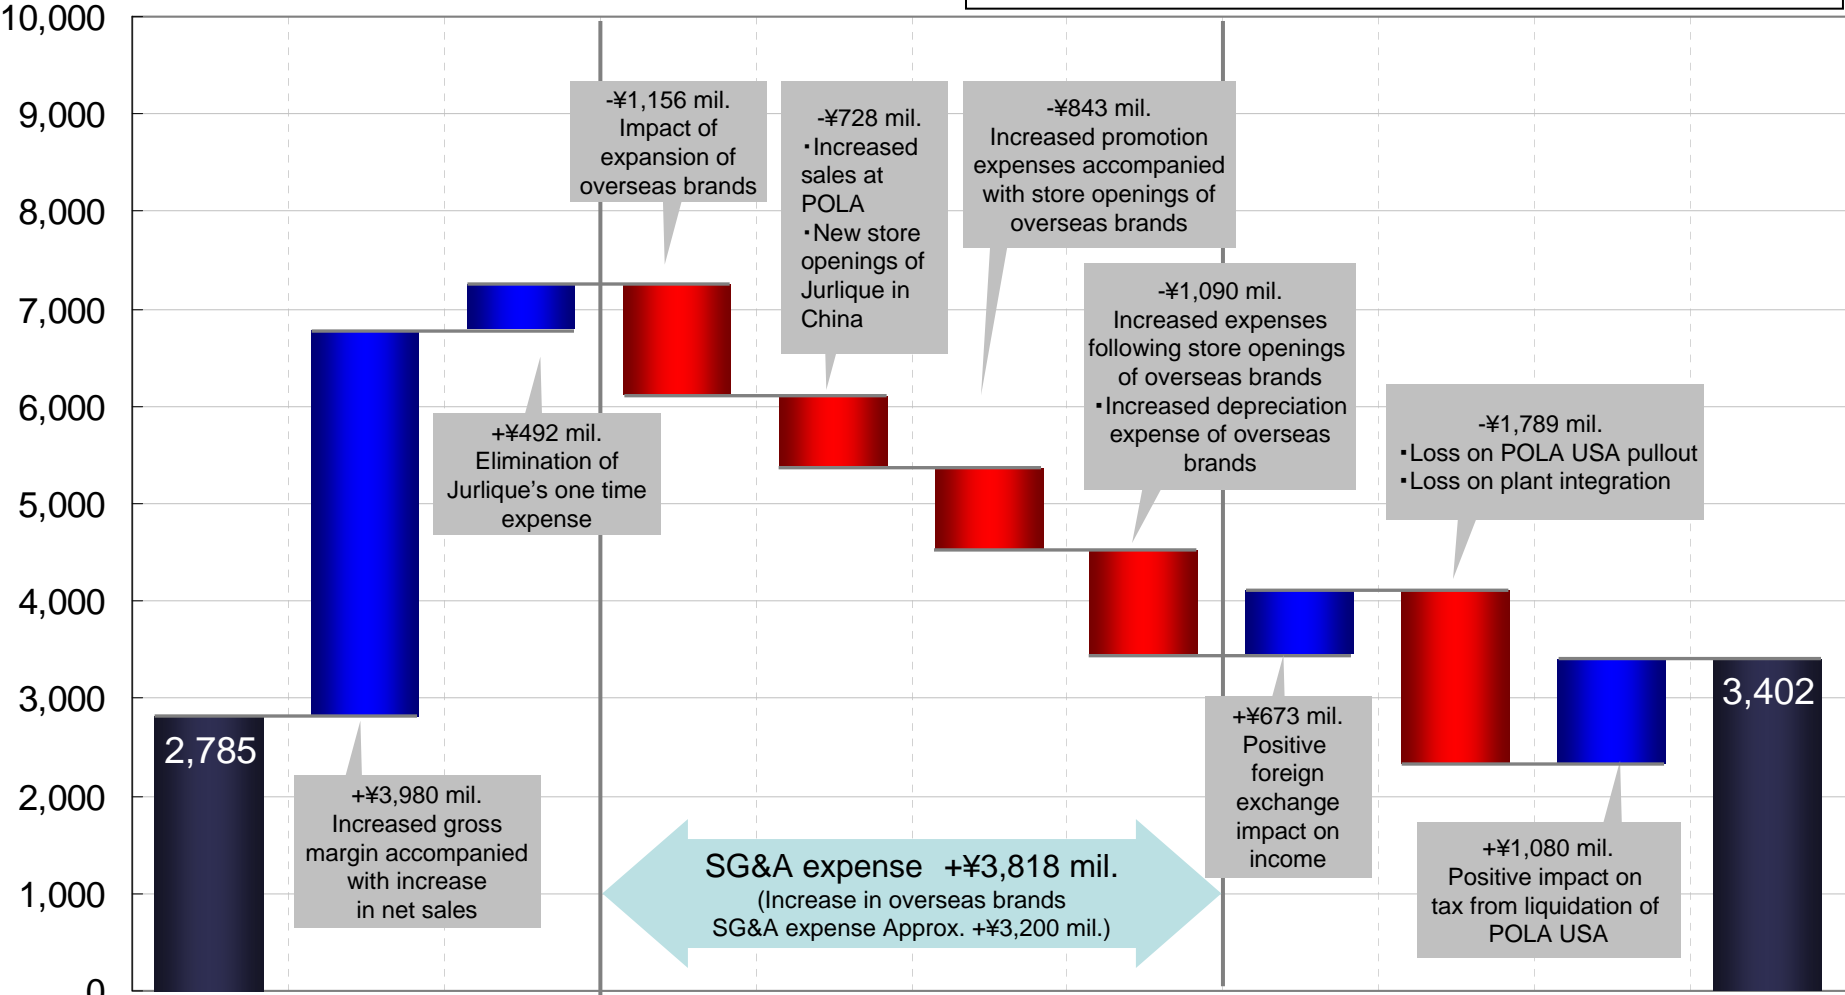 10,000
9,000
8,000
7,000
6,000
5,000
4,000
3,000
2,000
1,000
0
2,785
+¥3,980 mil.
Increased gross
margin accompanied
with increase
in net sales
+¥492 mil.
Elimination of
Jurlique’s one time
expense
-¥1,156 mil.
Impact of
expansion of
overseas brands
-¥728 mil.
・Increased
sales at
POLA
・New store
openings of
Jurlique in
China
-¥843 mil.
Increased promotion
expenses accompanied
with store openings of
overseas brands
-¥1,090 mil.
Increased expenses
following store openings
of overseas brands
・Increased depreciation
expense of overseas
brands
SG&A expense +¥3,818 mil.
(Increase in overseas brands
SG&A expense Approx. +¥3,200 mil.)
+¥673 mil.
Positive
foreign
exchange
impact on
income
-¥1,789 mil.
・Loss on POLA USA pullout
・Loss on plant integration
+¥1,080 mil.
Positive impact on
tax from liquidation of
POLA USA
3,402